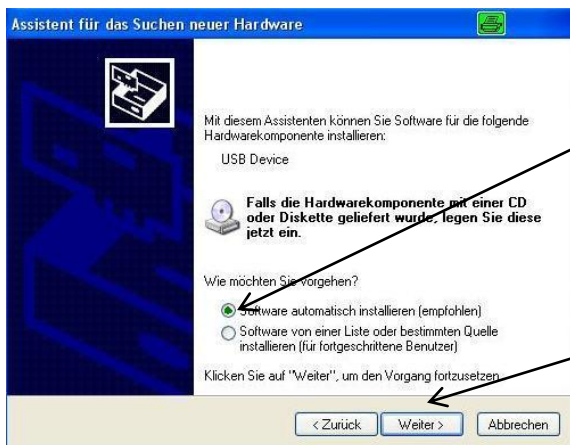 Assistent für das Suchen neuer Hardware
Mit diesem Assistenten können Sie Software für die folgende
Hardwarekomponente installieren:
USB Device
Falls die Hardwarekomponente mit einer CD
oder Diskette geliefert wurde, legen Sie diese
jetzt ein.
Wie möchten Sie vorgehen?
Software automatisch installieren (empfohlen)
Software von einer Liste oder bestimmten Quelle
installieren (für fortgeschrittene Benutzer)
Klicken Sie auf "Weiter", um den Vorgang fortzusetzen.
< Zurück Weiter > Abbrechen